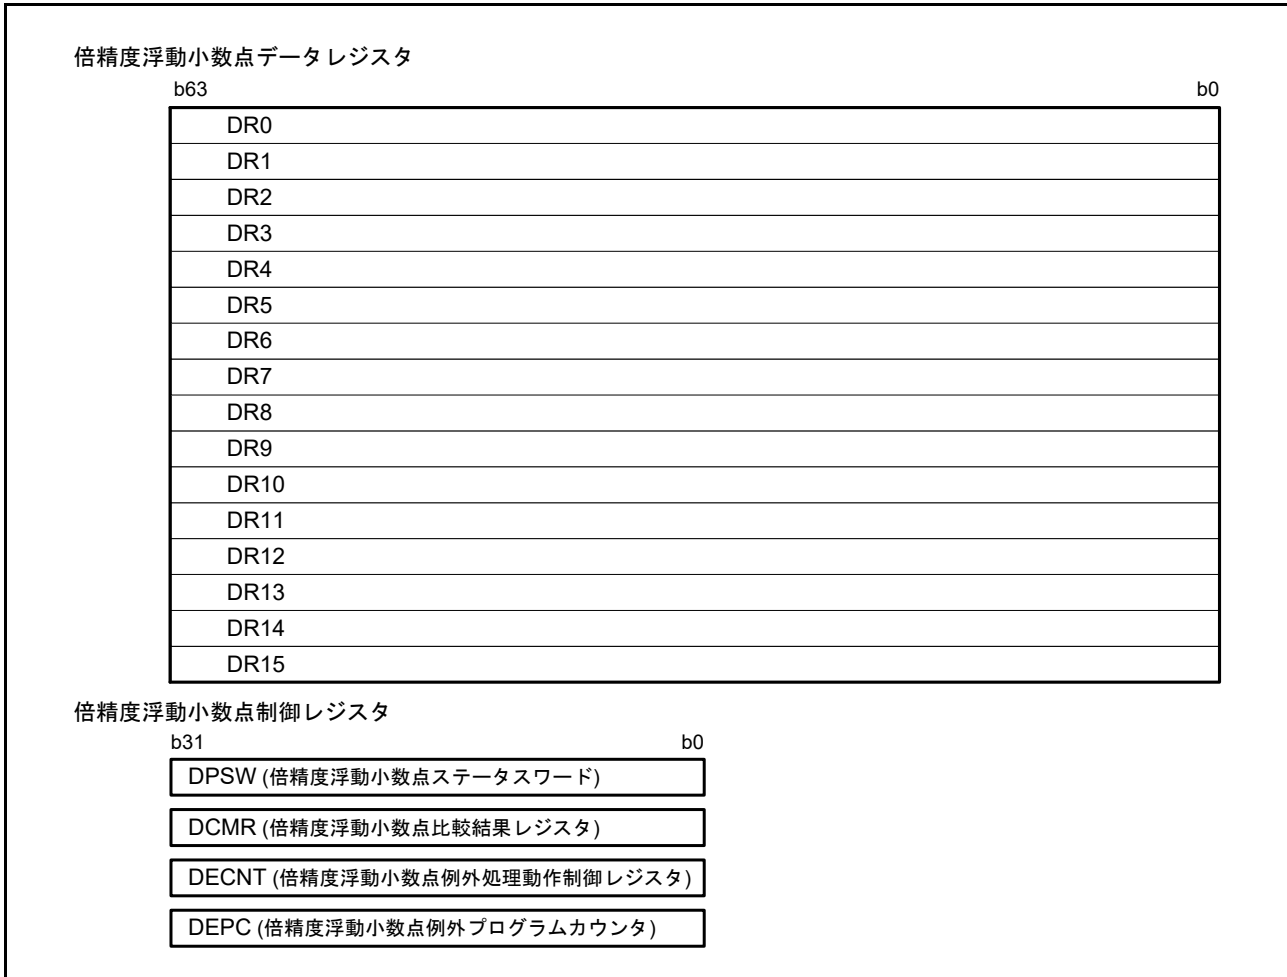 倍精度浮動小数点データレジスタ
b63 b0
DR0
DR1
DR2
DR3
DR4
DR5
DR6
DR7
DR8
DR9
DR10
DR11
DR12
DR13
DR14
DR15
倍精度浮動小数点制御レジスタ
b31 b0
DPSW (倍精度浮動小数点ステータスワード)
DCMR (倍精度浮動小数点比較結果レジスタ)
DECNT (倍精度浮動小数点例外処理動作制御レジスタ)
DEPC (倍精度浮動小数点例外プログラムカウンタ)